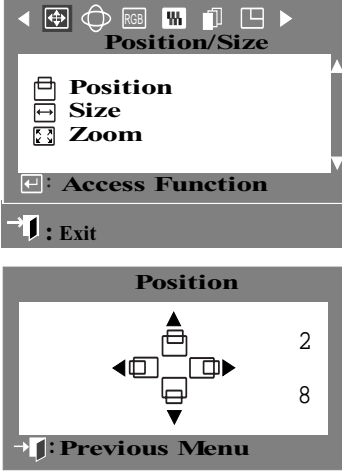 RGB
Position/Size
Position
Size
Zoom
: Access Function
: Exit
Position
2
8
: Previous Menu